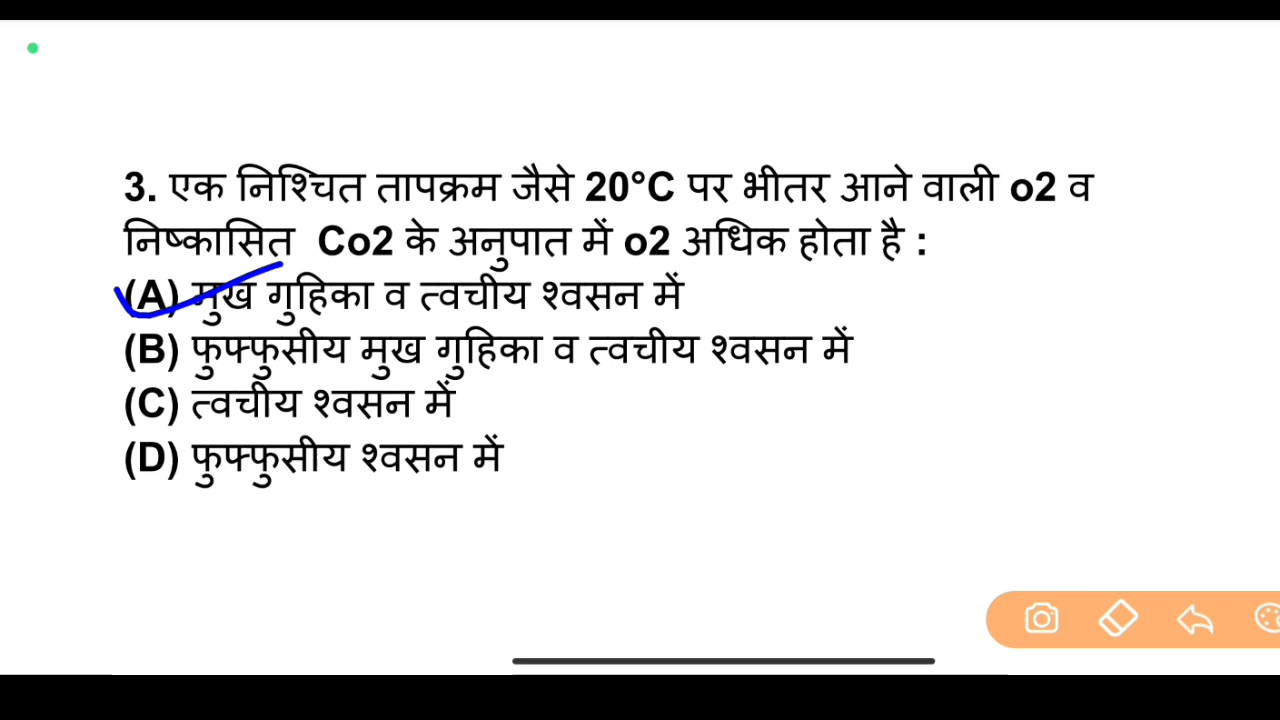 3. एक निश्चित तापक्रम जैसे 20°C पर भीतर आने वाली o2 व
निष्कासित Co2 के अनुपात में o2 अधिक होता है :
(A) मुख गुहिका व त्वचीय श्वसन में
(B) फुफ्फुसीय मुख गुहिका व त्वचीय श्वसन में
(C) त्वचीय श्वसन में
(D) फुफ्फुसीय श्वसन में